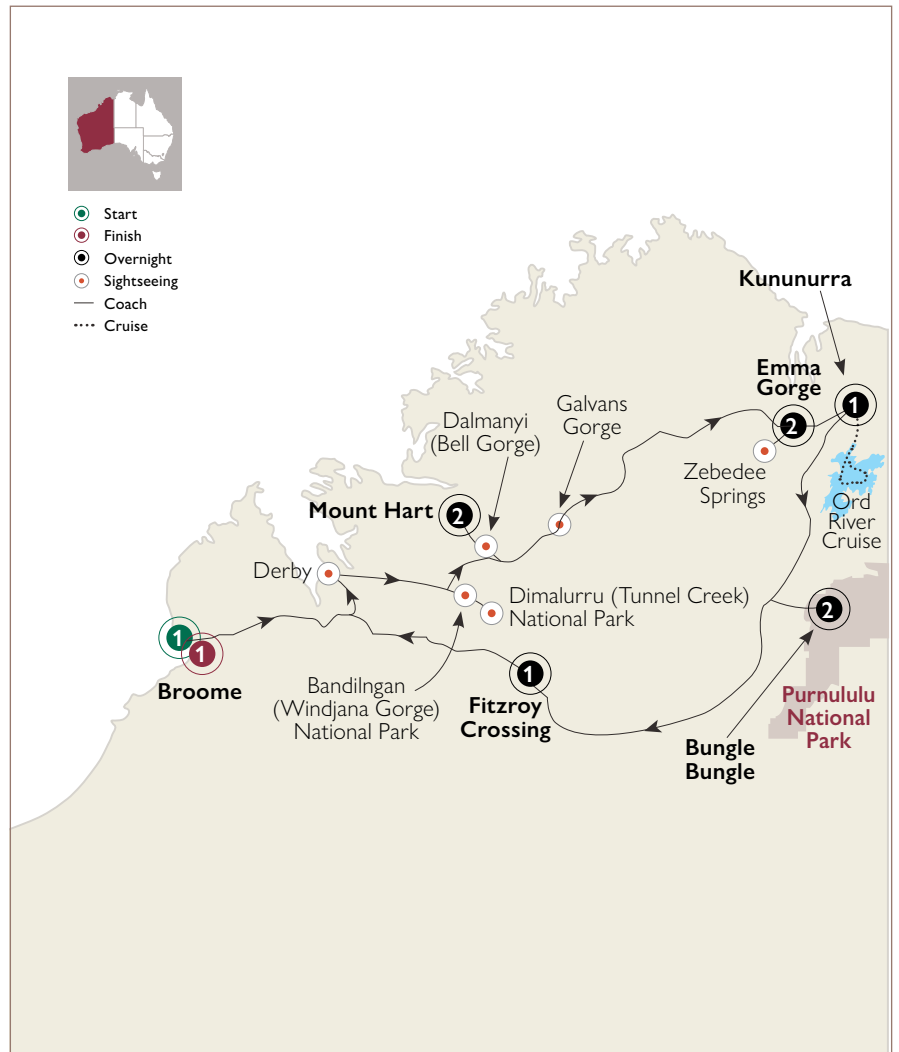 Start
Finish
Overnight
Sightseeing
Coach
Cruise
Kununurra
Emma
Gorge
1
2
Galvans
Gorge
Dalmanyi
(Bell Gorge)
Zebedee
Springs
Mount Hart
2
Ord
River
Cruise
Derby
Dimalurru (Tunnel Creek)
National Park
2
1
1
Broome
Bandilngan
(Windjana Gorge)
National Park
1
Fitzroy
Crossing
Purnululu
National
Park
Bungle
Bungle